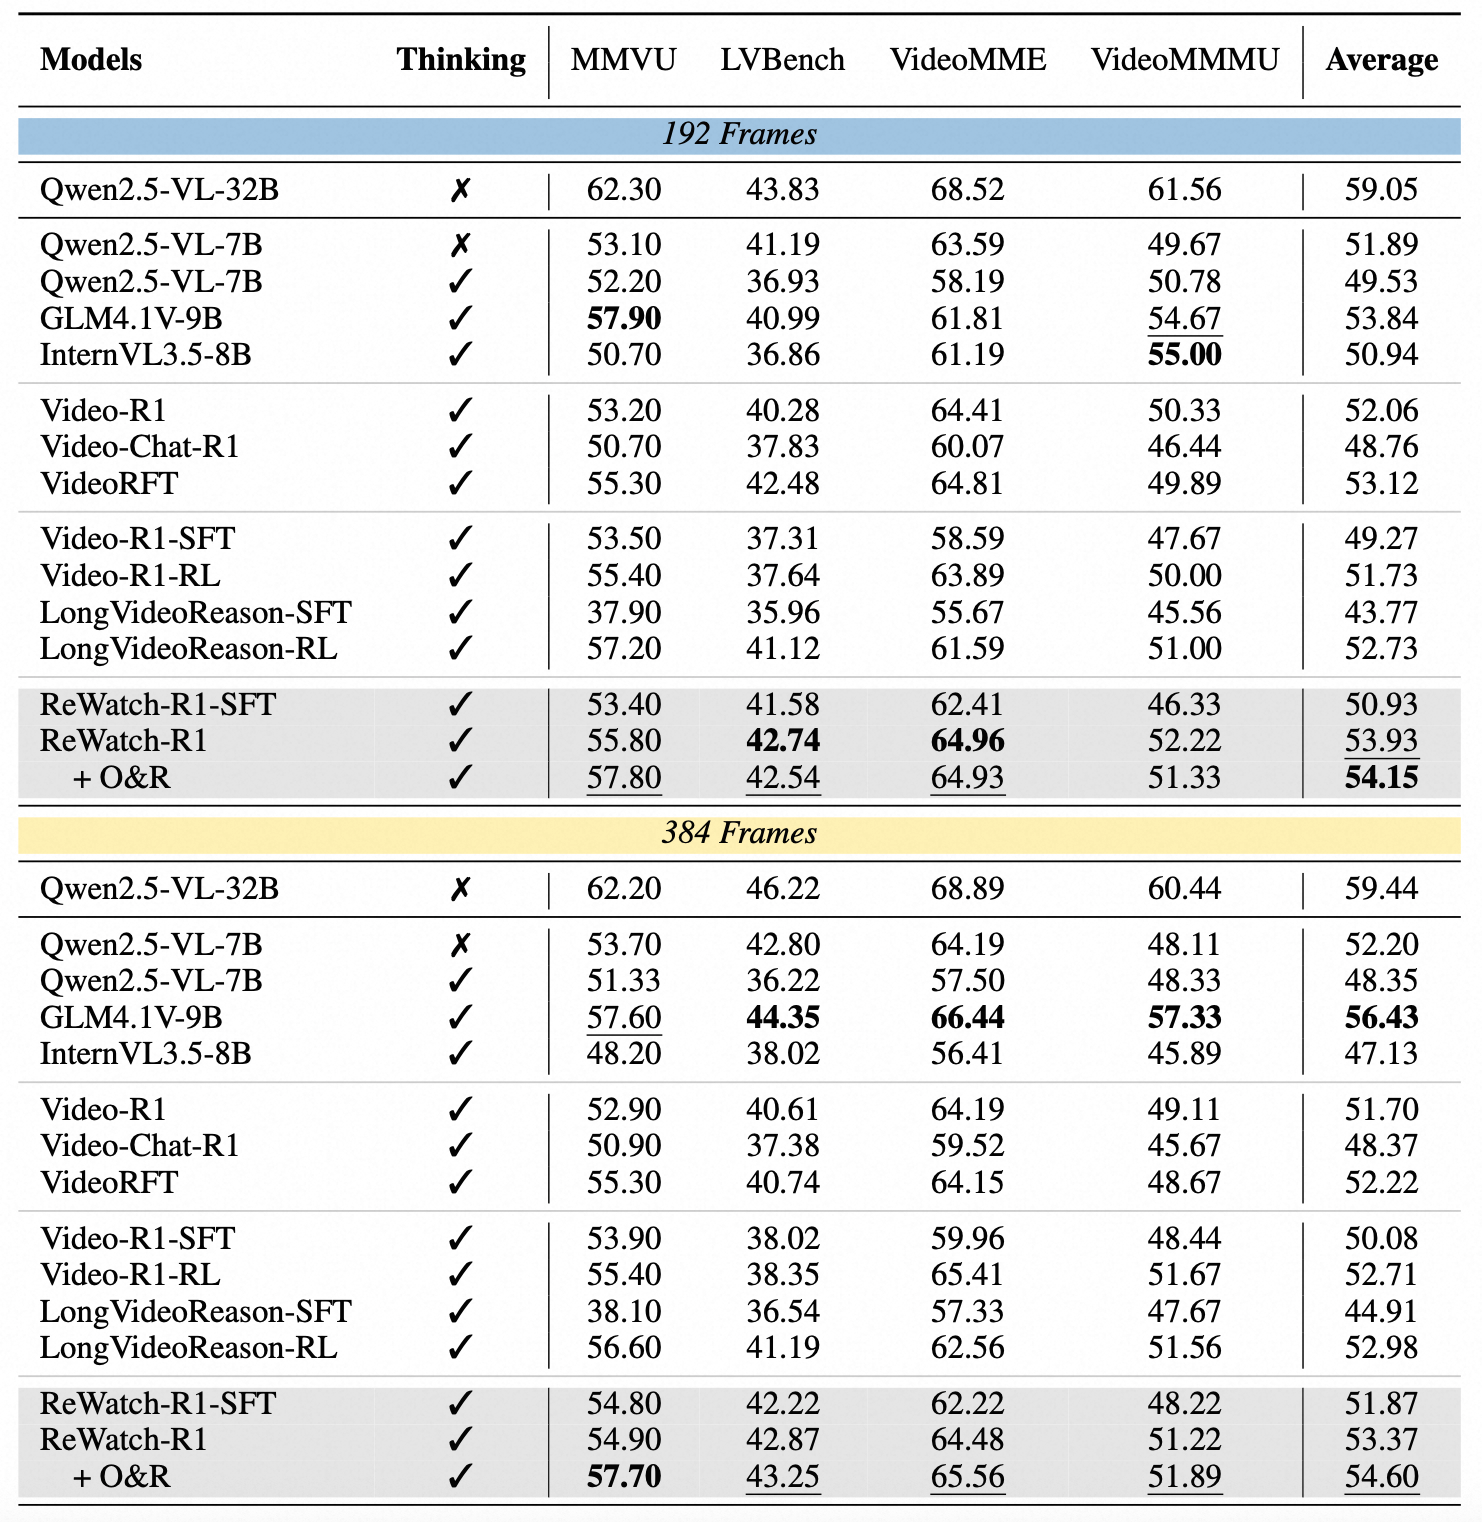 Models Thinking MMVU LVBench VideoMME VideoMMMU Average
192 Frames
Qwen2.5-VL-32B ✗ 62.30 43.83 68.52 61.56 59.05
Qwen2.5-VL-7B ✗ 53.10 41.19 63.59 49.67 51.89
Qwen2.5-VL-7B ✓ 52.20 36.93 58.19 50.78 49.53
GLM4.1V-9B ✓ 57.90 40.99 61.81 54.67 53.84
InternVL3.5-8B ✓ 50.70 36.86 61.19 55.00 50.94
Video-R1 ✓ 53.20 40.28 64.41 50.33 52.06
Video-Chat-R1 ✓ 50.70 37.83 60.07 46.44 48.76
VideoRFT ✓ 55.30 42.48 64.81 49.89 53.12
Video-R1-SFT ✓ 53.50 37.31 58.59 47.67 49.27
Video-R1-RL ✓ 55.40 37.64 63.89 50.00 51.73
LongVideoReason-SFT ✓ 37.90 35.96 55.67 45.56 43.77
LongVideoReason-RL ✓ 57.20 41.12 61.59 51.00 52.73
ReWatch-R1-SFT ✓ 53.40 41.58 62.41 46.33 50.93
ReWatch-R1 ✓ 55.80 42.74 64.96 52.22 53.93
+ O&R ✓ 57.80 42.54 64.93 51.33 54.15
384 Frames
Qwen2.5-VL-32B ✗ 62.20 46.22 68.89 60.44 59.44
Qwen2.5-VL-7B ✗ 53.70 42.80 64.19 48.11 52.20
Qwen2.5-VL-7B ✓ 51.33 36.22 57.50 48.33 48.35
GLM4.1V-9B ✓ 57.60 44.35 66.44 57.33 56.43
InternVL3.5-8B ✓ 48.20 38.02 56.41 45.89 47.13
Video-R1 ✓ 52.90 40.61 64.19 49.11 51.70
Video-Chat-R1 ✓ 50.90 37.38 59.52 45.67 48.37
VideoRFT ✓ 55.30 40.74 64.15 48.67 52.22
Video-R1-SFT ✓ 53.90 38.02 59.96 48.44 50.08
Video-R1-RL ✓ 55.40 38.35 65.41 51.67 52.71
LongVideoReason-SFT ✓ 38.10 36.54 57.33 47.67 44.91
LongVideoReason-RL ✓ 56.60 41.19 62.56 51.56 52.98
ReWatch-R1-SFT ✓ 54.80 42.22 62.22 48.22 51.87
ReWatch-R1 ✓ 54.90 42.87 64.48 51.22 53.37
+ O&R ✓ 57.70 43.25 65.56 51.89 54.60